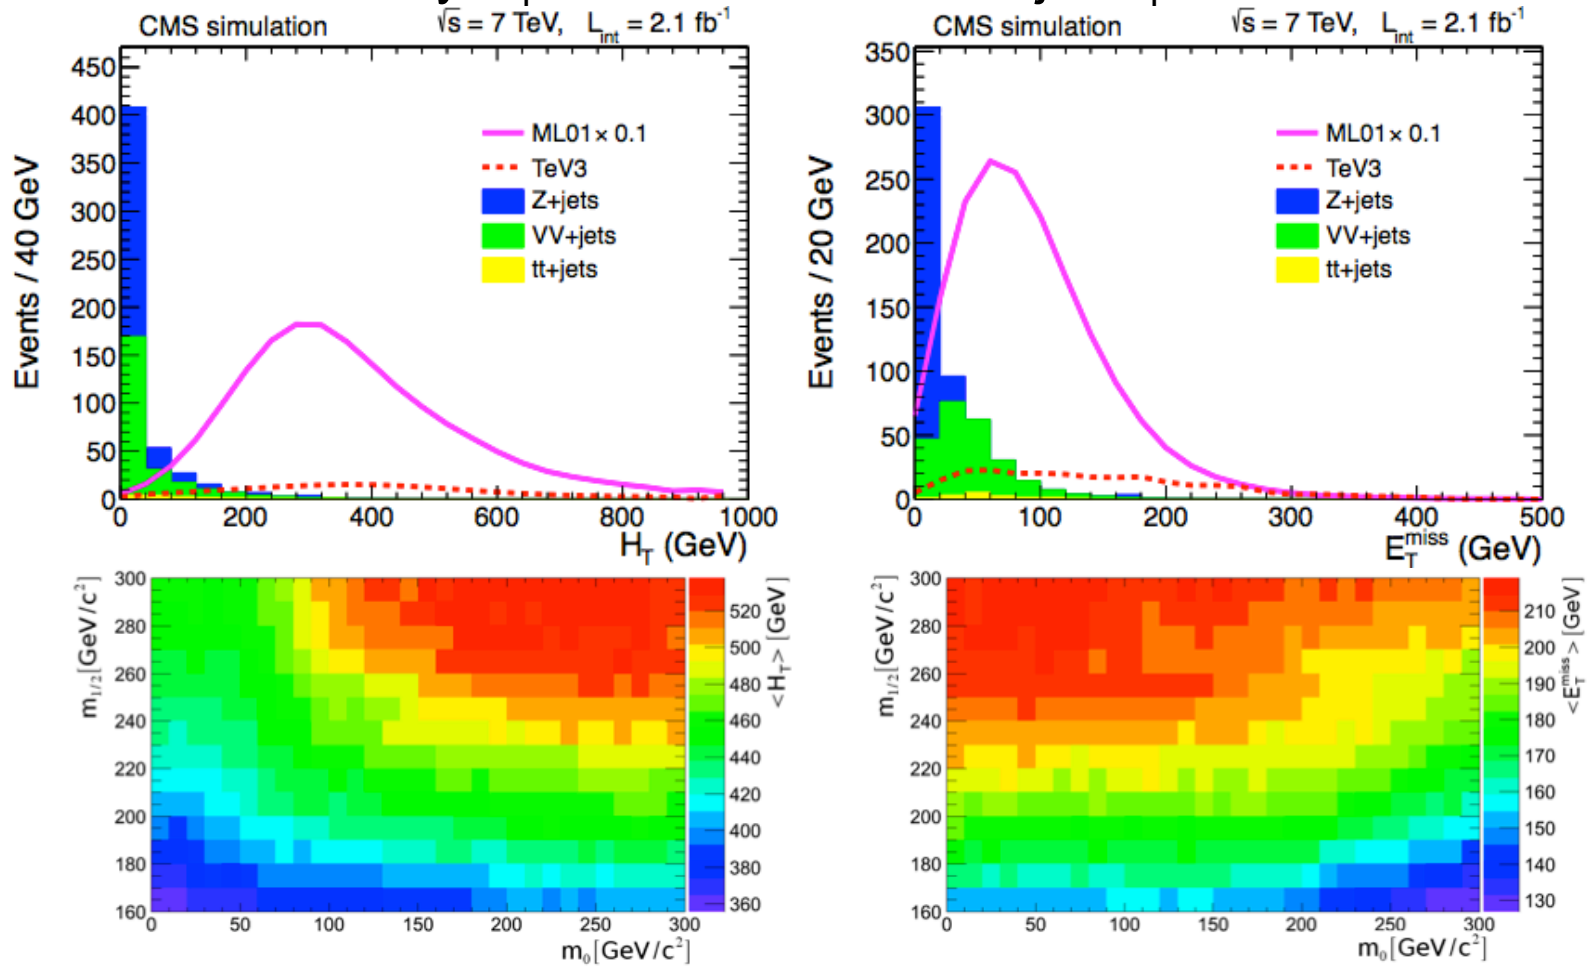 CMS simulation √s = 7 TeV, L_int = 2.1 fb⁻¹
Events / 40 GeV
450
400
350
300
250
200
150
100
50
0
ML01 × 0.1
TeV3
Z+jets
VV+jets
tt+jets
0 200 400 600 800 1000
H_T (GeV)
CMS simulation √s = 7 TeV, L_int = 2.1 fb⁻¹
Events / 20 GeV
350
300
250
200
150
100
50
0
ML01 × 0.1
TeV3
Z+jets
VV+jets
tt+jets
0 100 200 300 400 500
E_T^miss (GeV)
m_1/2 [GeV/c²]
300
280
260
240
220
200
180
160
0 50 100 150 200 250 300
m_0 [GeV/c²]
520
500
480
460
440
420
400
380
360
<H_T> [GeV]
m_1/2 [GeV/c²]
300
280
260
240
220
200
180
160
0 50 100 150 200 250 300
m_0 [GeV/c²]
210
200
190
180
170
160
150
140
130
<E_T^miss> [GeV]